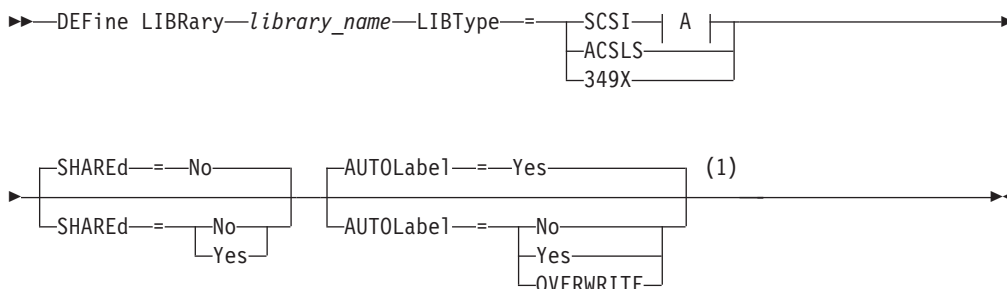 DEFine LIBRary library_name LIBType = SCSI A
ACSLS
349X
SHAREd = No AUTOLabel = Yes (1)
SHAREd = No AUTOLabel = No
Yes Yes
OVERWRITE